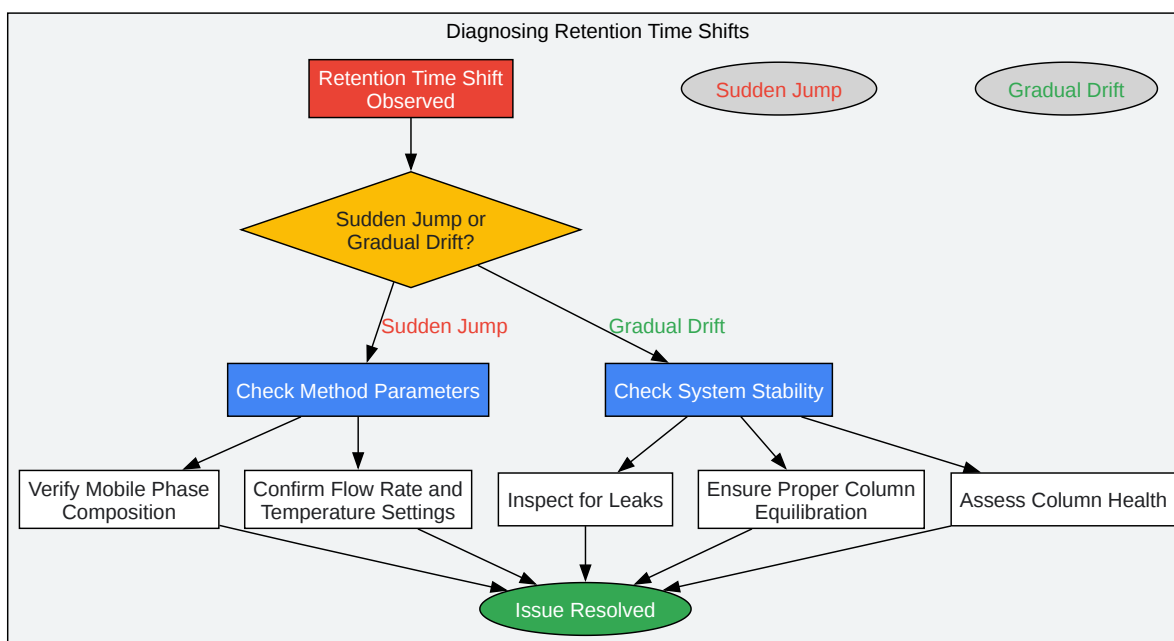 Diagnosing Retention Time Shifts
Retention Time Shift
Observed
Sudden Jump
Gradual Drift
Sudden Jump or
Gradual Drift?
Sudden Jump
Gradual Drift
Check Method Parameters
Check System Stability
Verify Mobile Phase
Composition
Confirm Flow Rate and
Temperature Settings
Inspect for Leaks
Ensure Proper Column
Equilibration
Assess Column Health
Issue Resolved